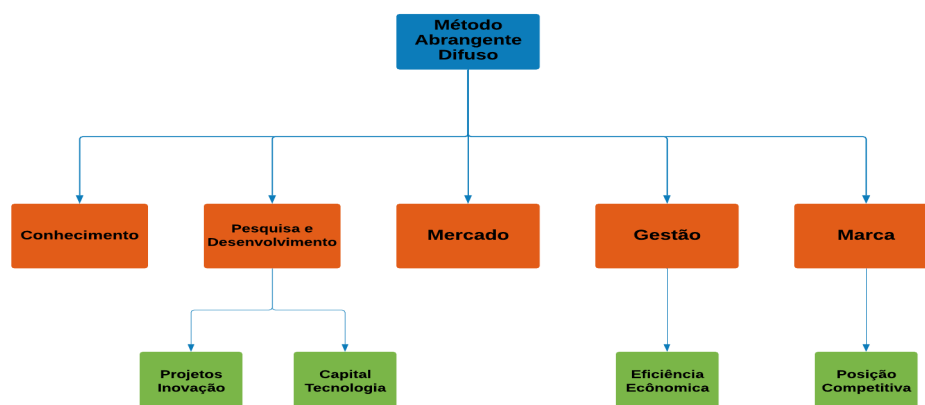 Método
Abrangente
Difuso
Conhecimento
Pesquisa e
Desenvolvimento
Mercado
Gestão
Marca
Projetos
Inovação
Capital
Tecnologia
Eficiência
Ecônomica
Posição
Competitiva